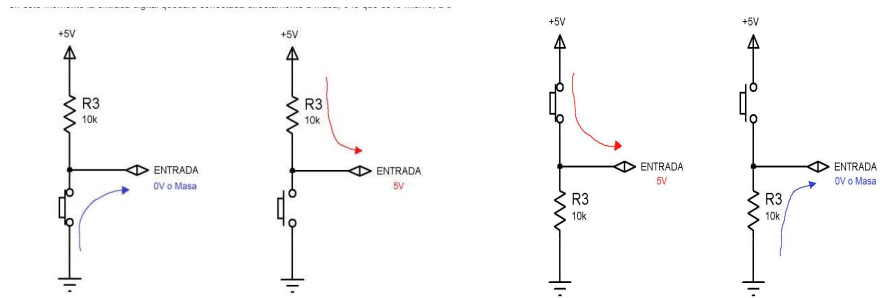 +5V
R3
10k
ENTRADA
0V o Masa
+5V
R3
10k
ENTRADA
5V
+5V
ENTRADA
5V
R3
10k
+5V
ENTRADA
0V o Masa
R3
10k